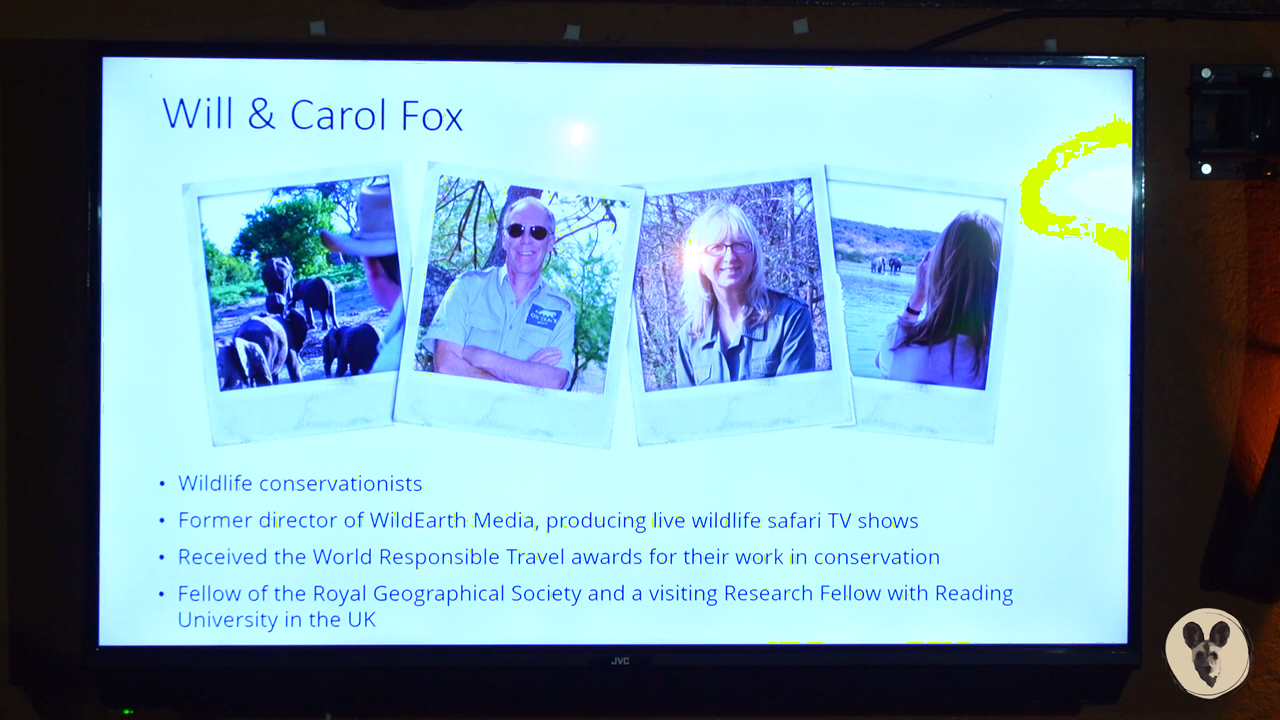 Will & Carol Fox
• Wildlife conservationists
• Former director of WildEarth Media, producing live wildlife safari TV shows
• Received the World Responsible Travel awards for their work in conservation
• Fellow of the Royal Geographical Society and a visiting Research Fellow with Reading
University in the UK
JVC